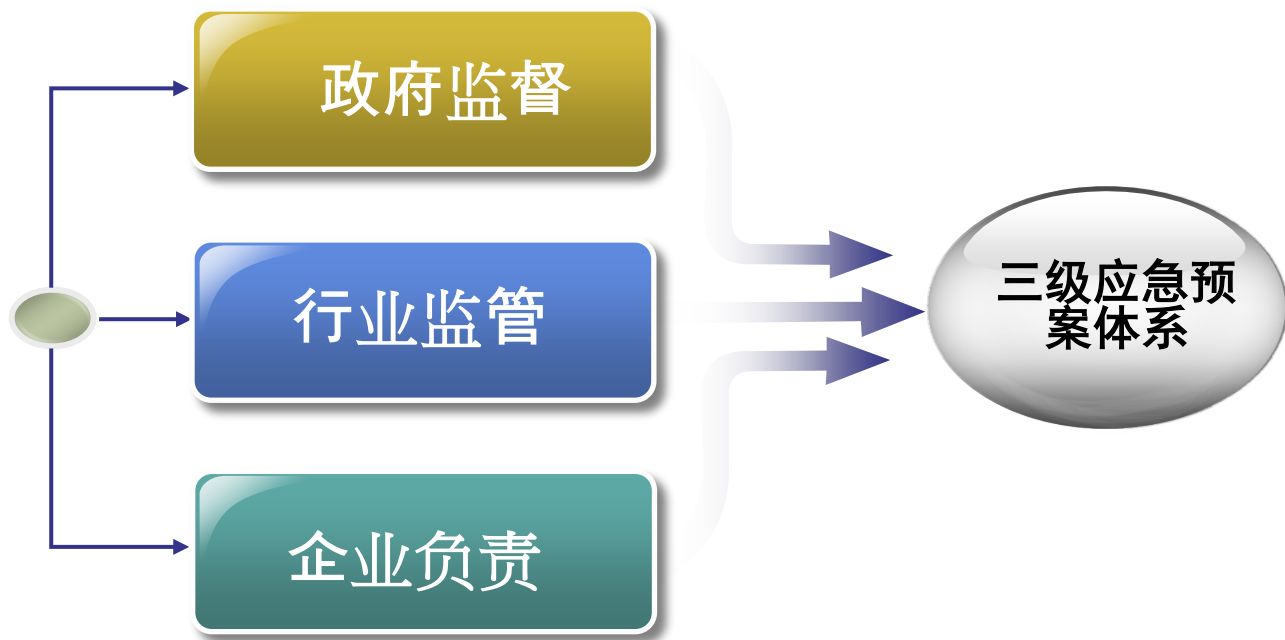 政府监督
行业监管
企业负责
三级应急预
案体系